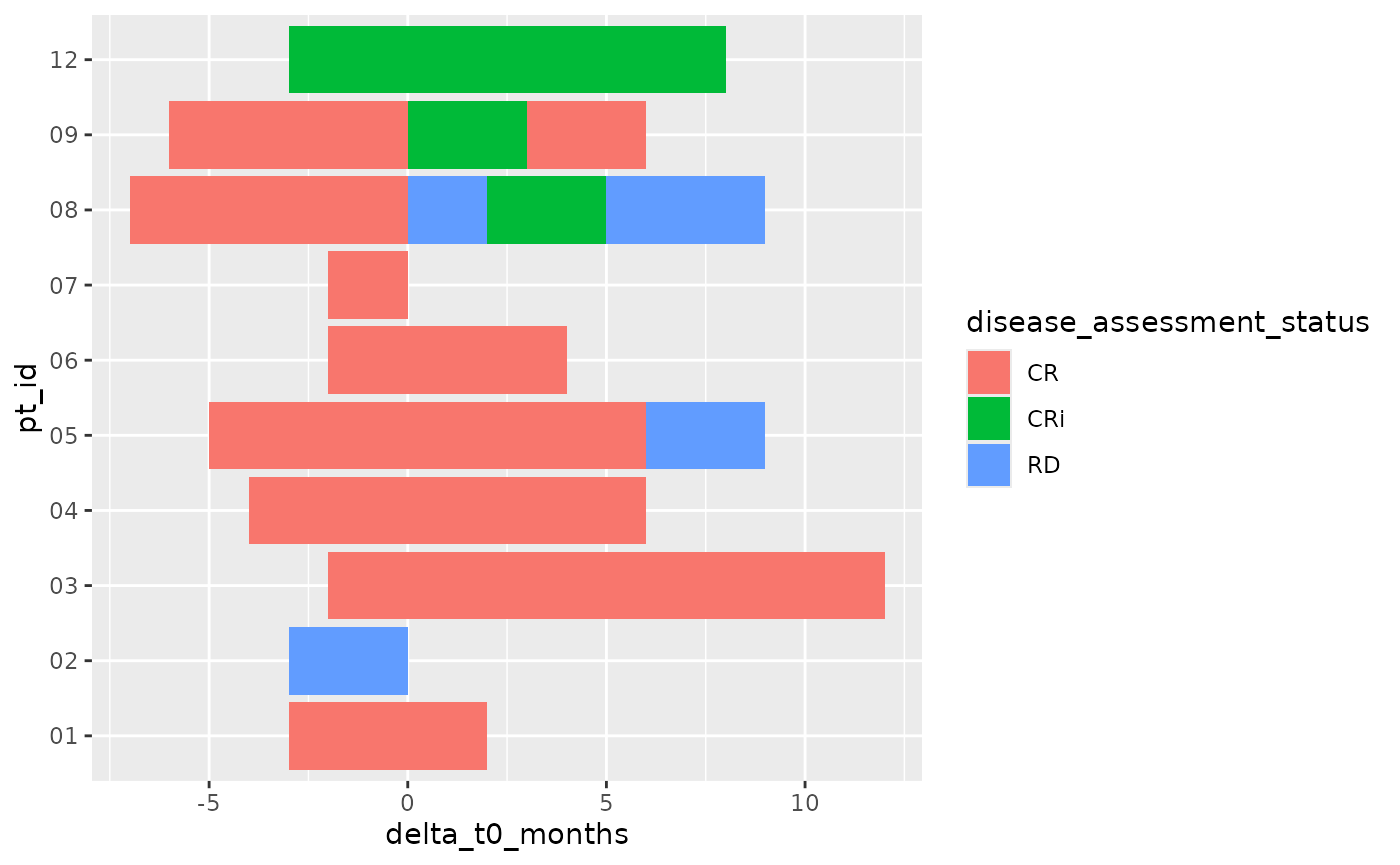 12
09
08
07
06
05
04
03
02
01
pt_id
-5 0 5 10
delta_t0_months
disease_assessment_status
CR
CRi
RD